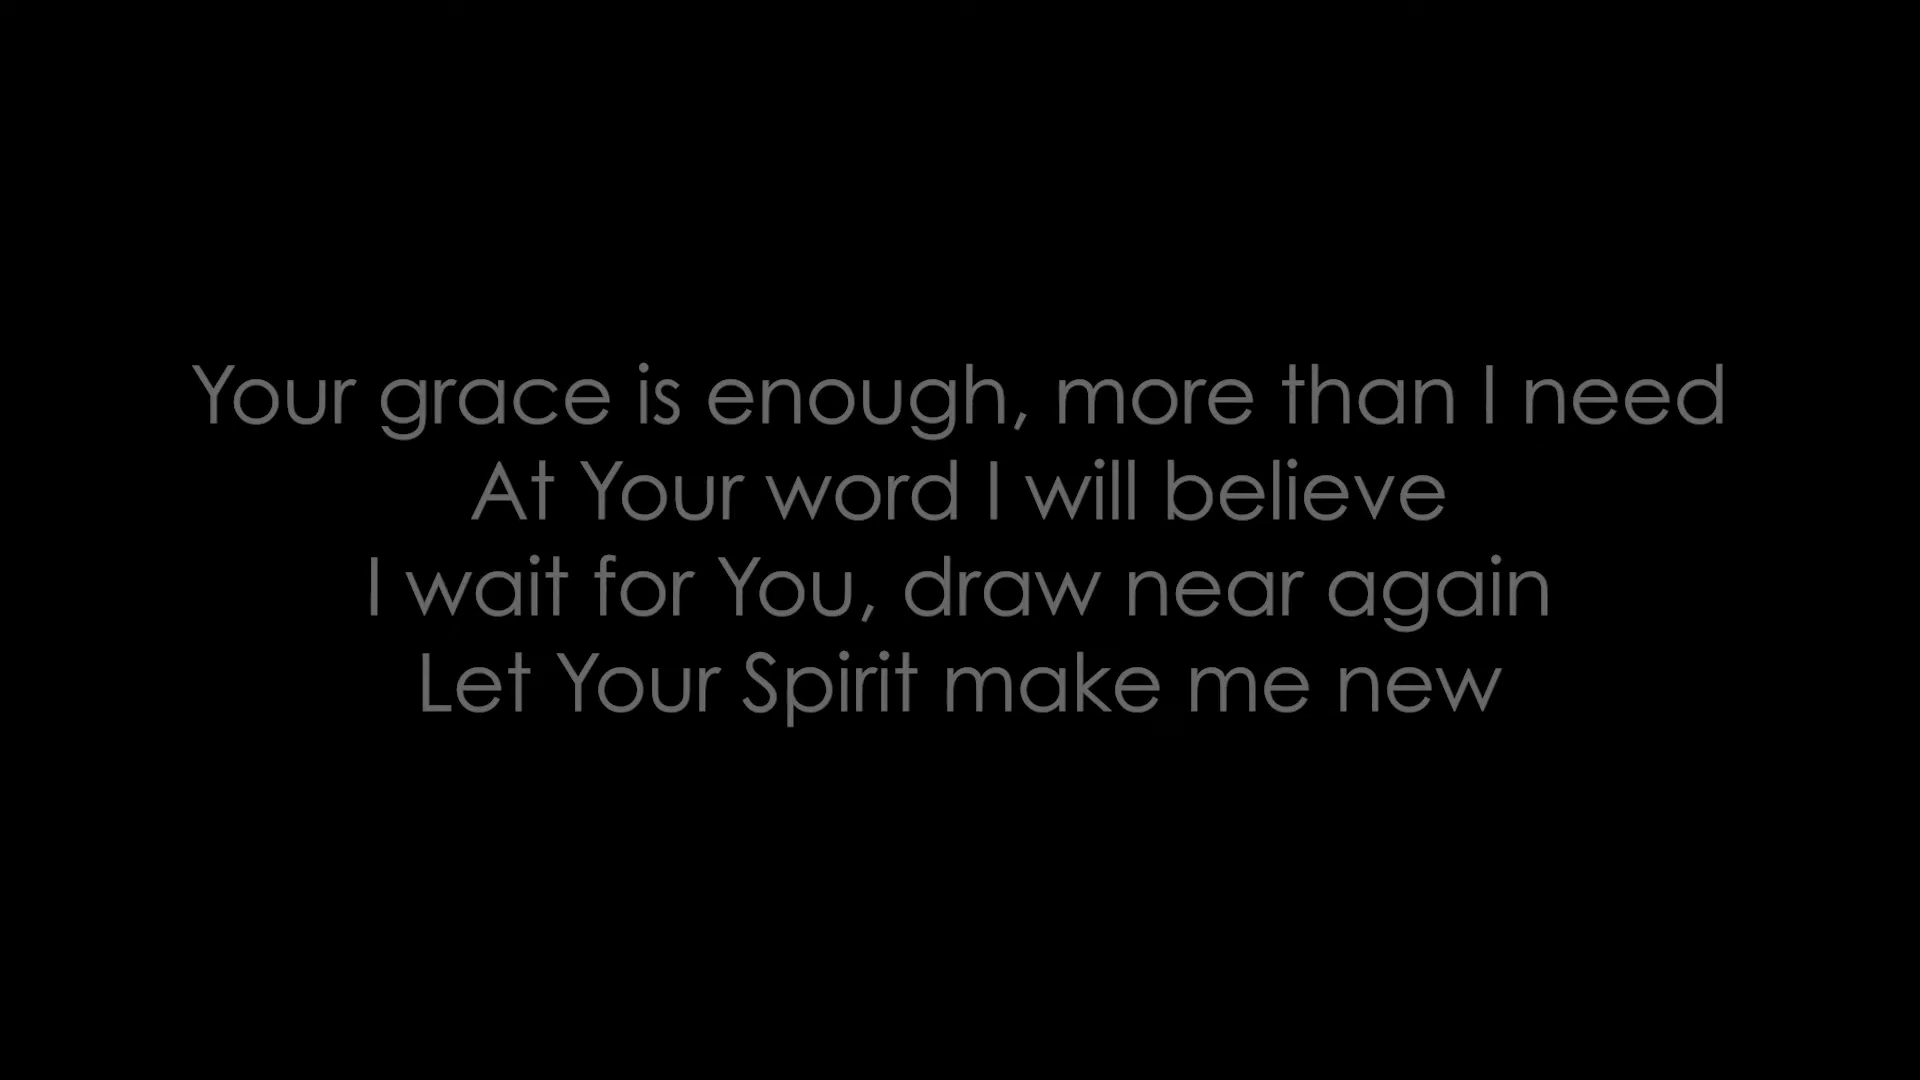 Your grace is enough, more than I need
At Your word I will believe
I wait for You, draw near again
Let Your Spirit make me new